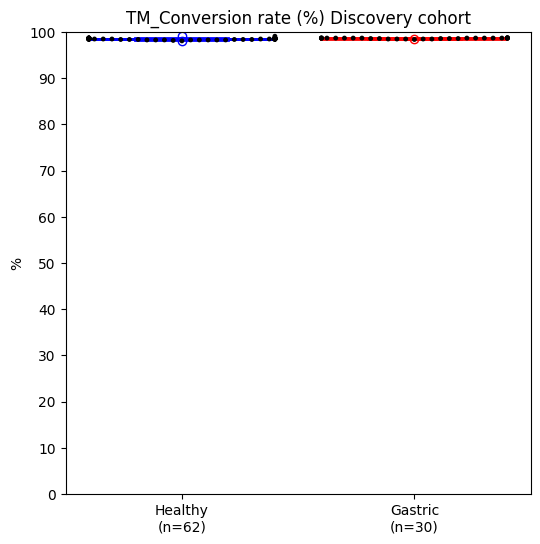 TM_Conversion rate (%) Discovery cohort
100
90
80
70
60
50
40
30
20
10
0
%
Healthy
(n=62)
Gastric
(n=30)